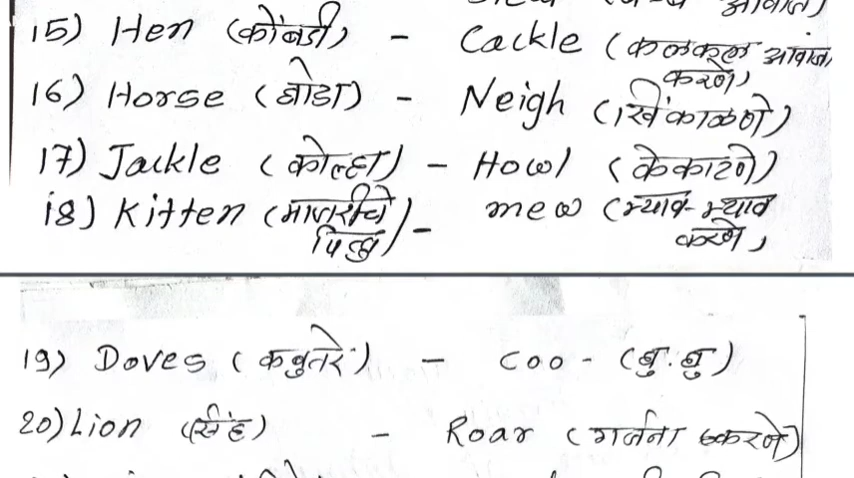 15) Hen (कोंबडी) - Cackle (कलकल आवाज
करणे)
16) Horse (घोडा) - Neigh (खिंकाळणे)
17) Jackle (कोल्हा) - Howl (केकाटणे)
18) Kitten (मांजरीचे - mew (म्याव-म्याव
पिल्लू) करणे)
19) Doves (कबुतरे) - coo - (घु.घु)
20) Lion (सिंह) - Roar (गर्जना करणे)